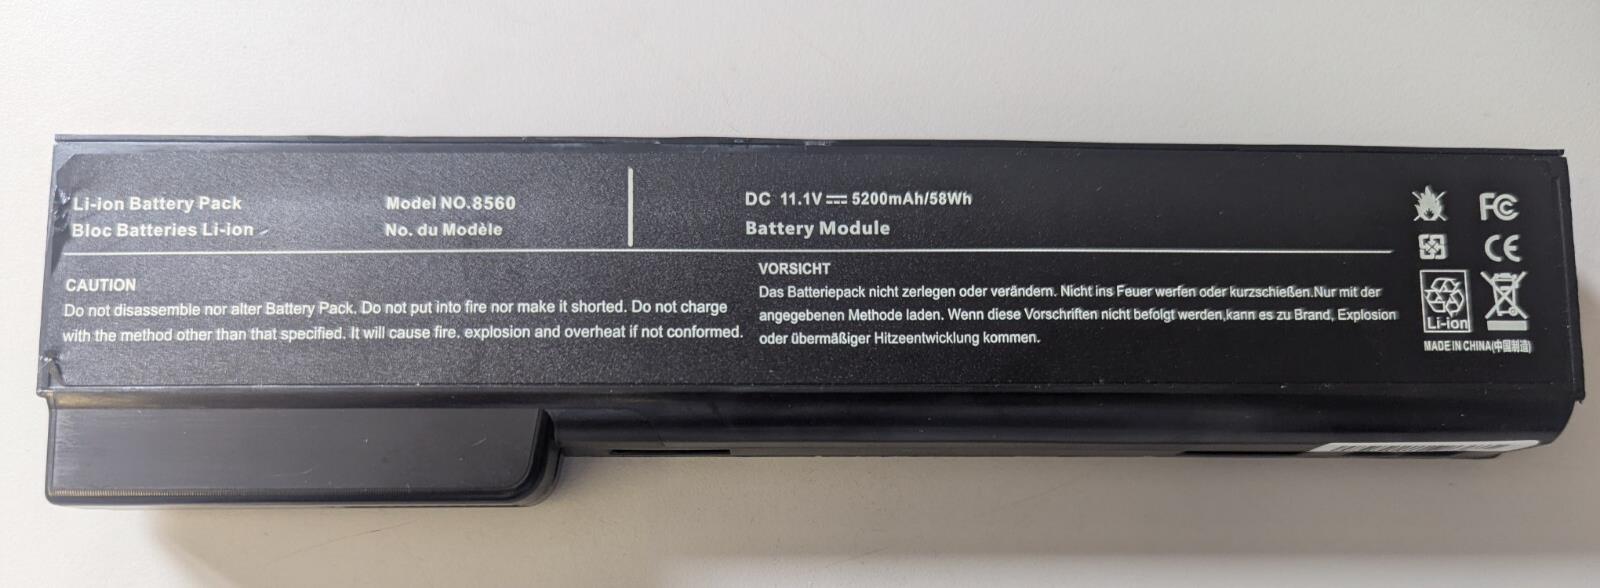 Li-ion Battery Pack
Bloc Batteries Li-ion
Model NO.8560
No. du Modèle
DC 11.1V⎓5200mAh/58Wh
Battery Module
CAUTION
Do not disassemble nor alter Battery Pack. Do not put into fire nor make it shorted. Do not charge
with the method other than that specified. It will cause fire. explosion and overheat if not conformed.
VORSICHT
Das Batteriepack nicht zerlegen oder verändern. Nicht ins Feuer werfen oder kurzschießen.Nur mit der
angegebenen Methode laden. Wenn diese Vorschriften nicht befolgt werden,kann es zu Brand, Explosion
oder übermäßiger Hitzeentwicklung kommen.
FC
CE
Li-ion
MADE IN CHINA(中国制造)